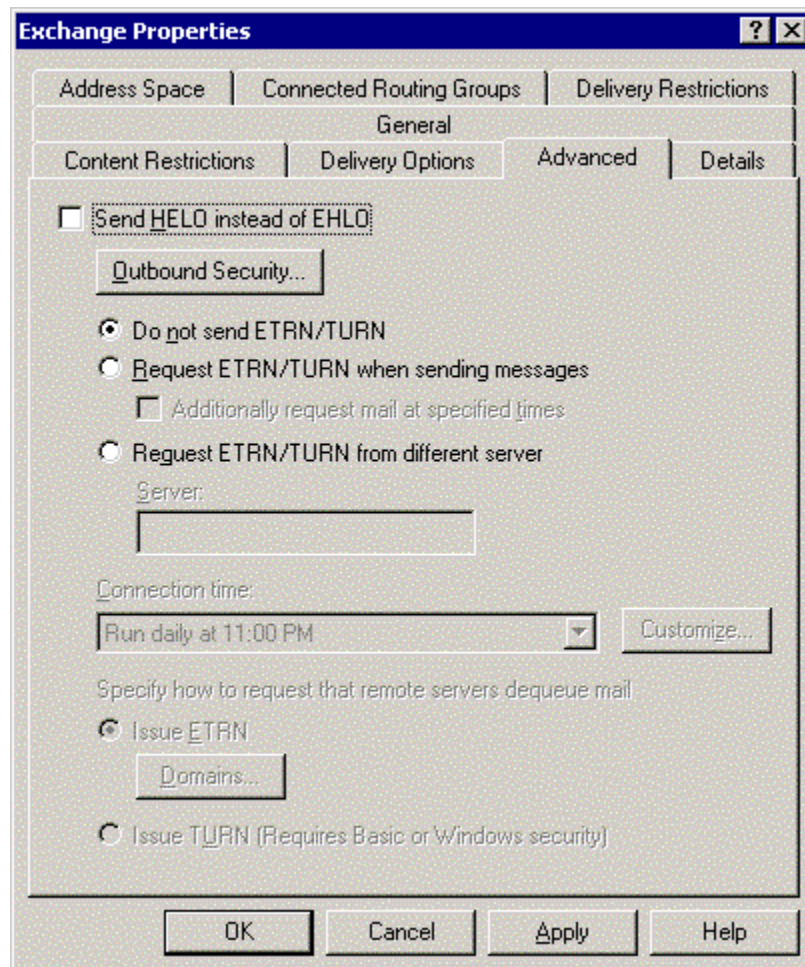 Exchange Properties
Address Space Connected Routing Groups Delivery Restrictions
General
Content Restrictions Delivery Options Advanced Details
Send HELO instead of EHLO
Outbound Security...
Do not send ETRN/TURN
Request ETRN/TURN when sending messages
Additionally request mail at specified times
Request ETRN/TURN from different server
Server:
Connection time:
Run daily at 11:00 PM Customize...
Specify how to request that remote servers dequeue mail
Issue ETRN
Domains...
Issue TURN (Requires Basic or Windows security)
OK Cancel Apply Help